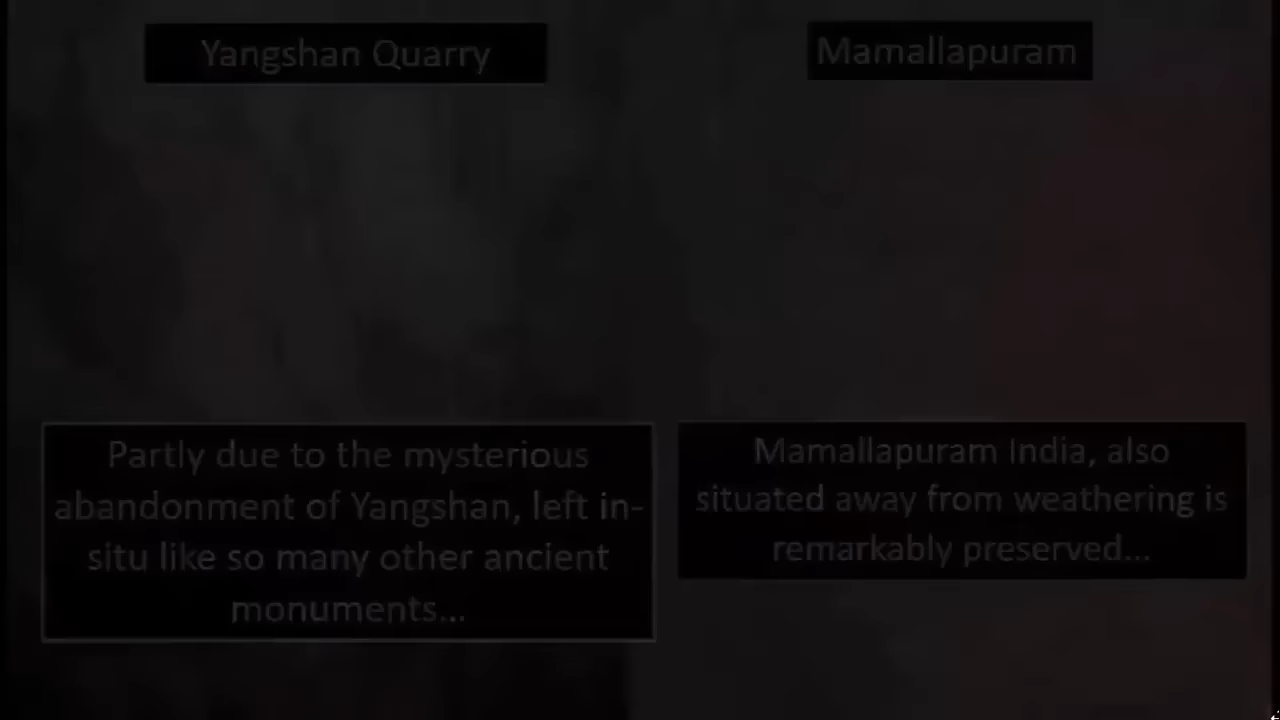 Yangshan Quarry
Mamallapuram
Partly due to the mysterious
abandonment of Yangshan, left in-
situ like so many other ancient
monuments...
Mamallapuram India, also
situated away from weathering is
remarkably preserved...